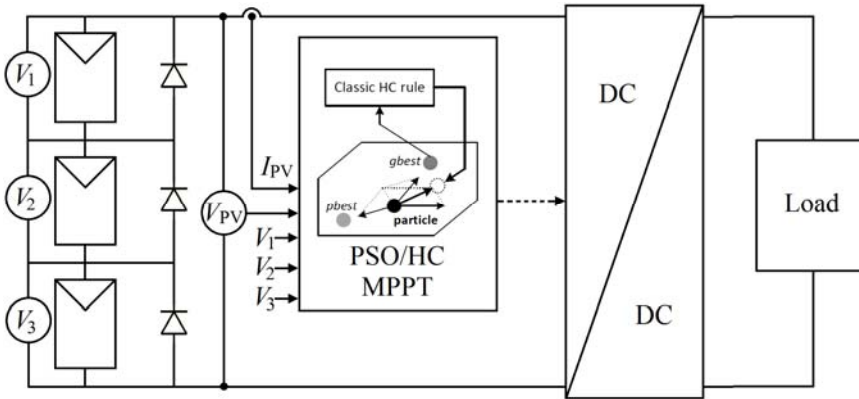 V1
V2
V3
IPV
VPV
V1
V2
V3
Classic HC rule
gbest
pbest
particle
PSO/HC
MPPT
DC
DC
Load